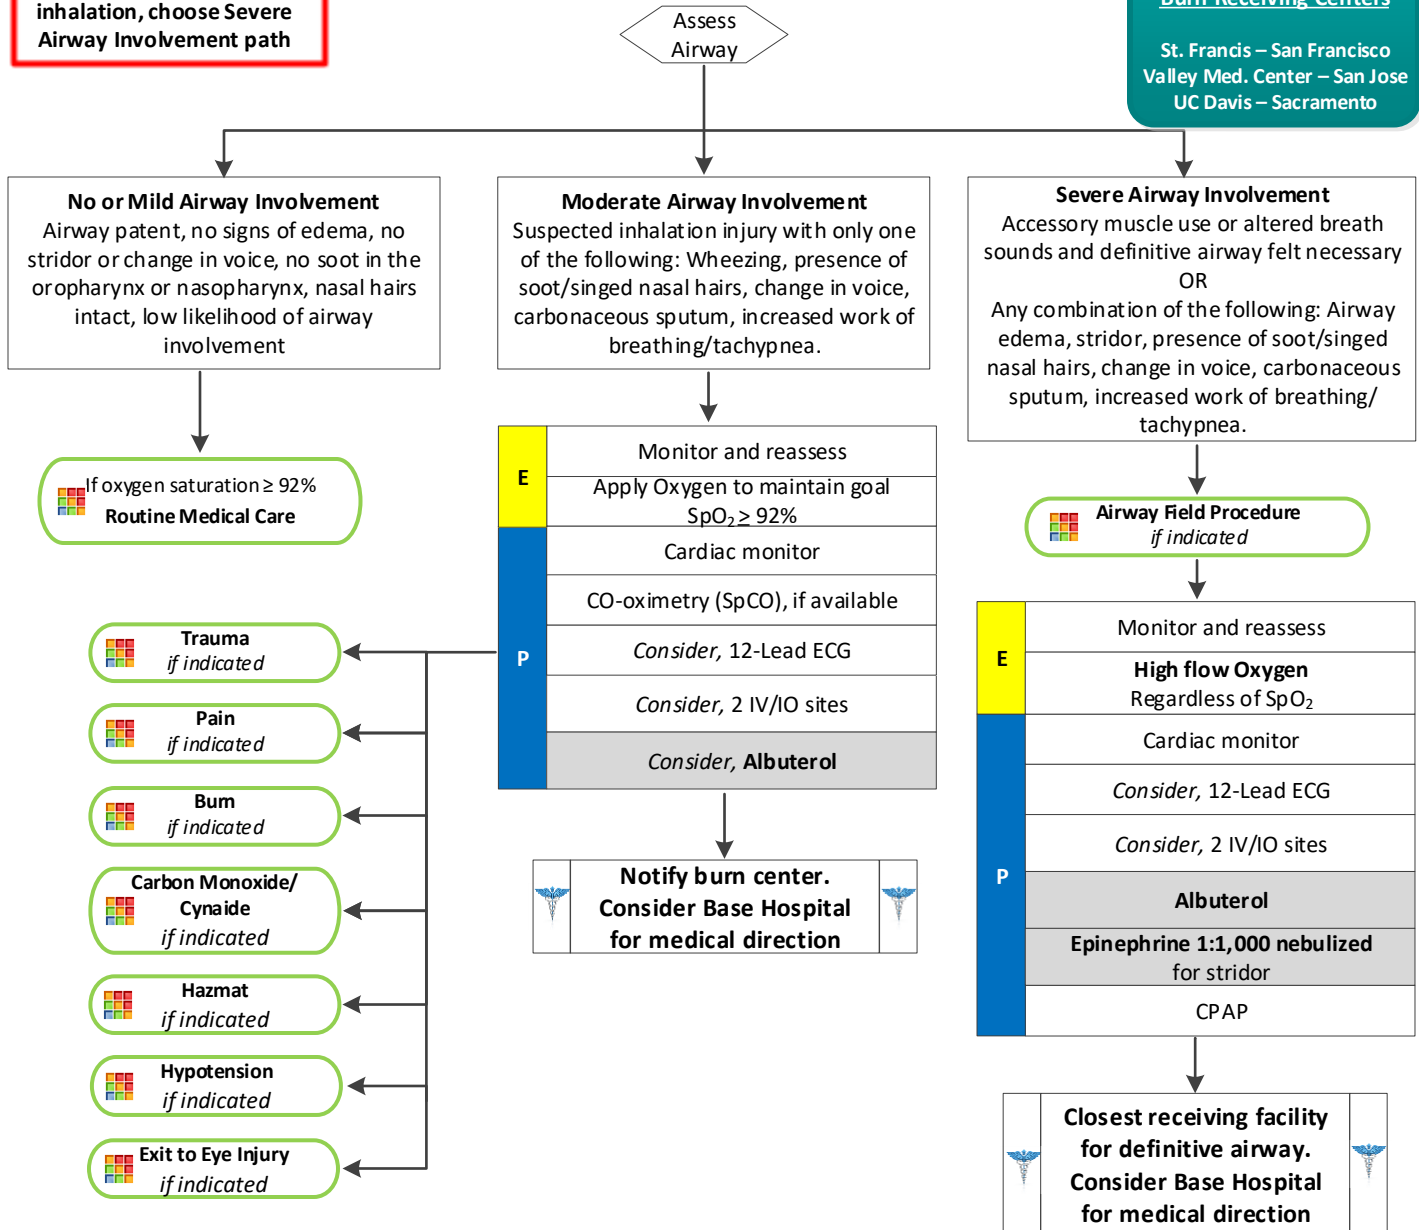 inhalation, choose Severe
Airway Involvement path
Assess
Airway
Burn Receiving Centers
St. Francis – San Francisco
Valley Med. Center – San Jose
UC Davis – Sacramento
No or Mild Airway Involvement
Airway patent, no signs of edema, no
stridor or change in voice, no soot in the
oropharynx or nasopharynx, nasal hairs
intact, low likelihood of airway
involvement
If oxygen saturation ≥ 92%
Routine Medical Care
Moderate Airway Involvement
Suspected inhalation injury with only one
of the following: Wheezing, presence of
soot/singed nasal hairs, change in voice,
carbonaceous sputum, increased work of
breathing/tachypnea.
E
Monitor and reassess
Apply Oxygen to maintain goal
SpO₂ ≥ 92%
P
Cardiac monitor
CO-oximetry (SpCO), if available
Consider, 12-Lead ECG
Consider, 2 IV/IO sites
Consider, Albuterol
Notify burn center.
Consider Base Hospital
for medical direction
Trauma
if indicated
Pain
if indicated
Burn
if indicated
Carbon Monoxide/
Cynaide
if indicated
Hazmat
if indicated
Hypotension
if indicated
Exit to Eye Injury
if indicated
Severe Airway Involvement
Accessory muscle use or altered breath
sounds and definitive airway felt necessary
OR
Any combination of the following: Airway
edema, stridor, presence of soot/singed
nasal hairs, change in voice, carbonaceous
sputum, increased work of breathing/
tachypnea.
Airway Field Procedure
if indicated
E
Monitor and reassess
High flow Oxygen
Regardless of SpO₂
P
Cardiac monitor
Consider, 12-Lead ECG
Consider, 2 IV/IO sites
Albuterol
Epinephrine 1:1,000 nebulized
for stridor
CPAP
Closest receiving facility
for definitive airway.
Consider Base Hospital
for medical direction